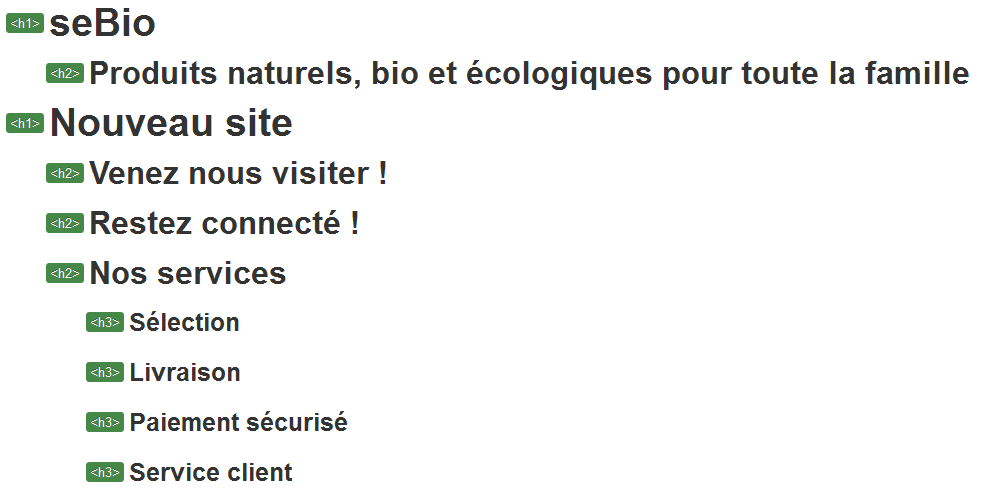 <h1> seBio
<h2> Produits naturels, bio et écologiques pour toute la famille
<h1> Nouveau site
<h2> Venez nous visiter !
<h2> Restez connecté !
<h2> Nos services
<h3> Sélection
<h3> Livraison
<h3> Paiement sécurisé
<h3> Service client